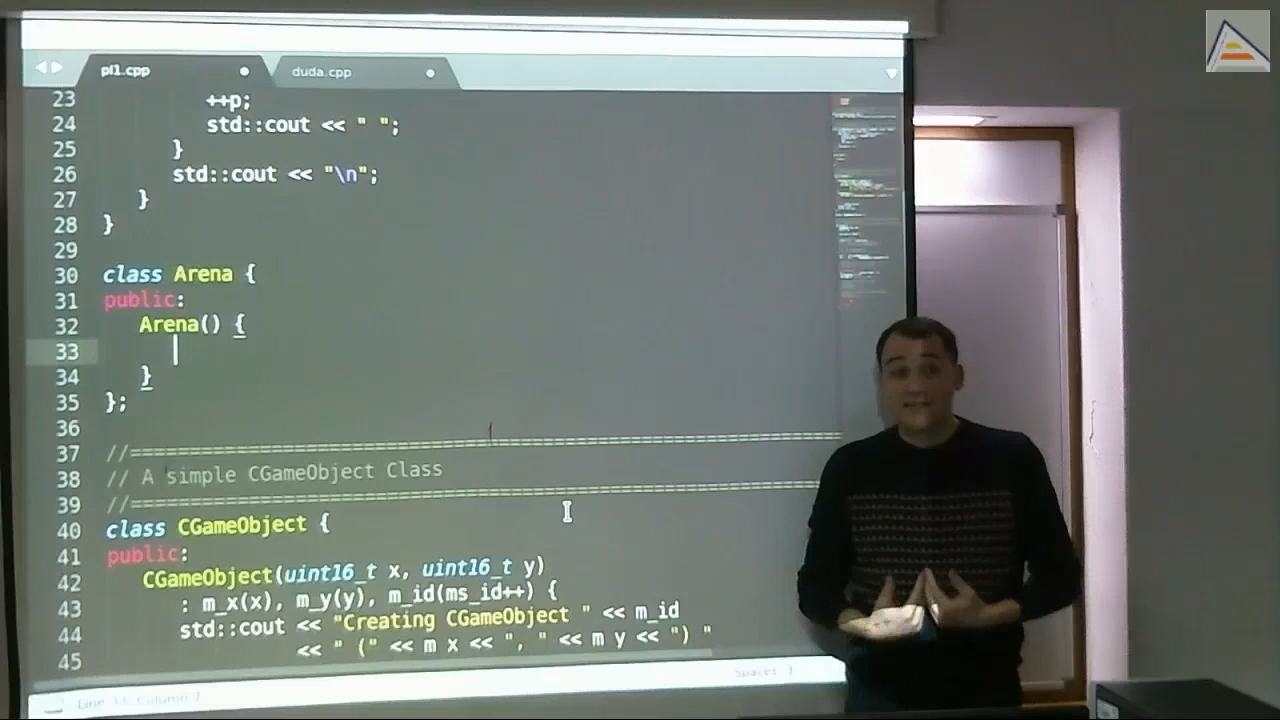 pl1.cpp
duda.cpp
23 ++p;
24 std::cout << " ";
25 }
26 std::cout << "\n";
27 }
28 }
29
30 class Arena {
31 public:
32 Arena() {
33
34 }
35 };
36
37 //==============================================================
38 // A simple CGameObject Class
39 //==============================================================
40 class CGameObject {
41 public:
42 CGameObject(uint16_t x, uint16_t y)
43 : m_x(x), m_y(y), m_id(ms_id++) {
44 std::cout << "Creating CGameObject " << m_id
45 << " (" << m_x << ", " << m_y << ") "